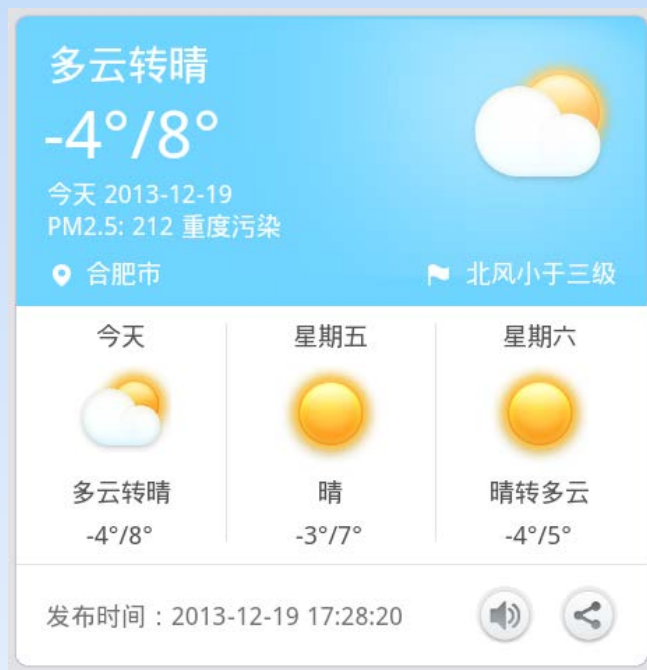 多云转晴
-4°/8°
今天 2013-12-19
PM2.5: 212 重度污染
合肥市 北风小于三级
今天 星期五 星期六
多云转晴 晴 晴转多云
-4°/8° -3°/7° -4°/5°
发布时间：2013-12-19 17:28:20